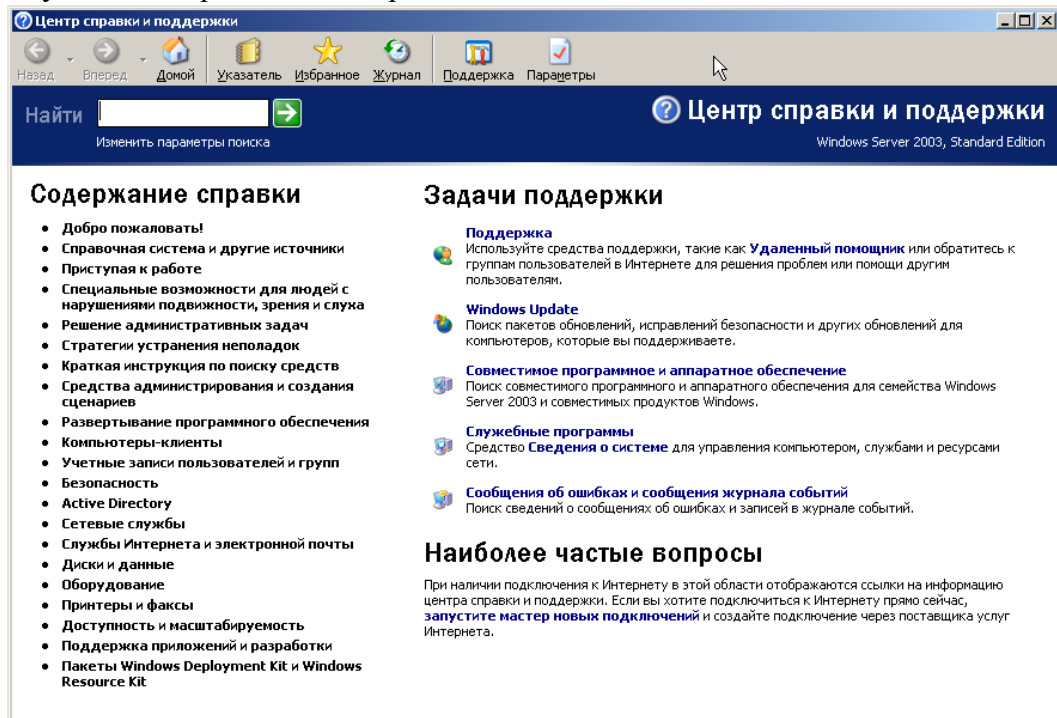 Центр справки и поддержки
Назад Вперед Домой Указатель Избранное Журнал Поддержка Параметры
Найти
Изменить параметры поиска
Центр справки и поддержки
Windows Server 2003, Standard Edition
Содержание справки
Добро пожаловать!
Справочная система и другие источники
Приступая к работе
Специальные возможности для людей с
нарушениями подвижности, зрения и слуха
Решение административных задач
Стратегии устранения неполадок
Краткая инструкция по поиску средств
Средства администрирования и создания
сценариев
Развертывание программного обеспечения
Компьютеры-клиенты
Учетные записи пользователей и групп
Безопасность
Active Directory
Сетевые службы
Службы Интернета и электронной почты
Диски и данные
Оборудование
Принтеры и факсы
Доступность и масштабируемость
Поддержка приложений и разработки
Пакеты Windows Deployment Kit и Windows
Resource Kit
Задачи поддержки
Поддержка
Используйте средства поддержки, такие как Удаленный помощник или обратитесь к
группам пользователей в Интернете для решения проблем или помощи другим
пользователям.
Windows Update
Поиск пакетов обновлений, исправлений безопасности и других обновлений для
компьютеров, которые вы поддерживаете.
Совместимое программное и аппаратное обеспечение
Поиск совместимого программного и аппаратного обеспечения для семейства Windows
Server 2003 и совместимых продуктов Windows.
Служебные программы
Средство Сведения о системе для управления компьютером, службами и ресурсами
сети.
Сообщения об ошибках и сообщения журнала событий
Поиск сведений о сообщениях об ошибках и записей в журнале событий.
Наиболее частые вопросы
При наличии подключения к Интернету в этой области отображаются ссылки на информацию
центра справки и поддержки. Если вы хотите подключиться к Интернету прямо сейчас,
запустите мастер новых подключений и создайте подключение через поставщика услуг
Интернета.